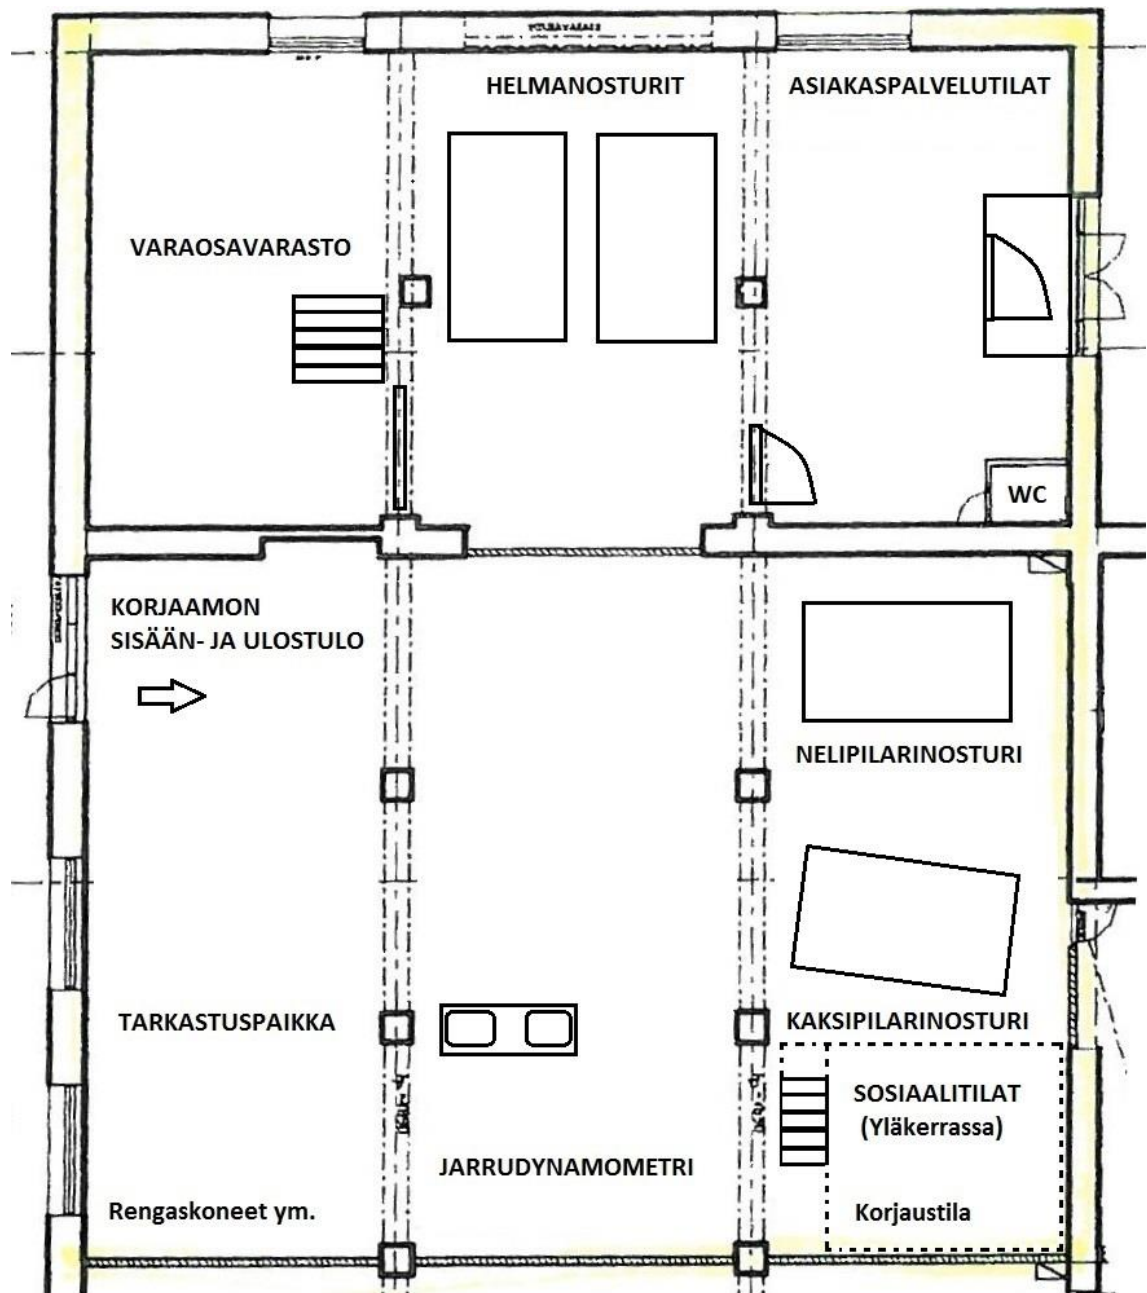 HELMANOSTURIT
ASIAKASPALVELUTILAT
VARAOSAVARASTO
WC
KORJAAMON
SISÄÄN- JA ULOSTULO
NELIPILARINOSTURI
TARKASTUSPAIKKA
KAKSIPILARINOSTURI
SOSIAALITILAT
(Yläkerrassa)
JARRUDYNAMOMETRI
Rengaskoneet ym.
Korjaustila